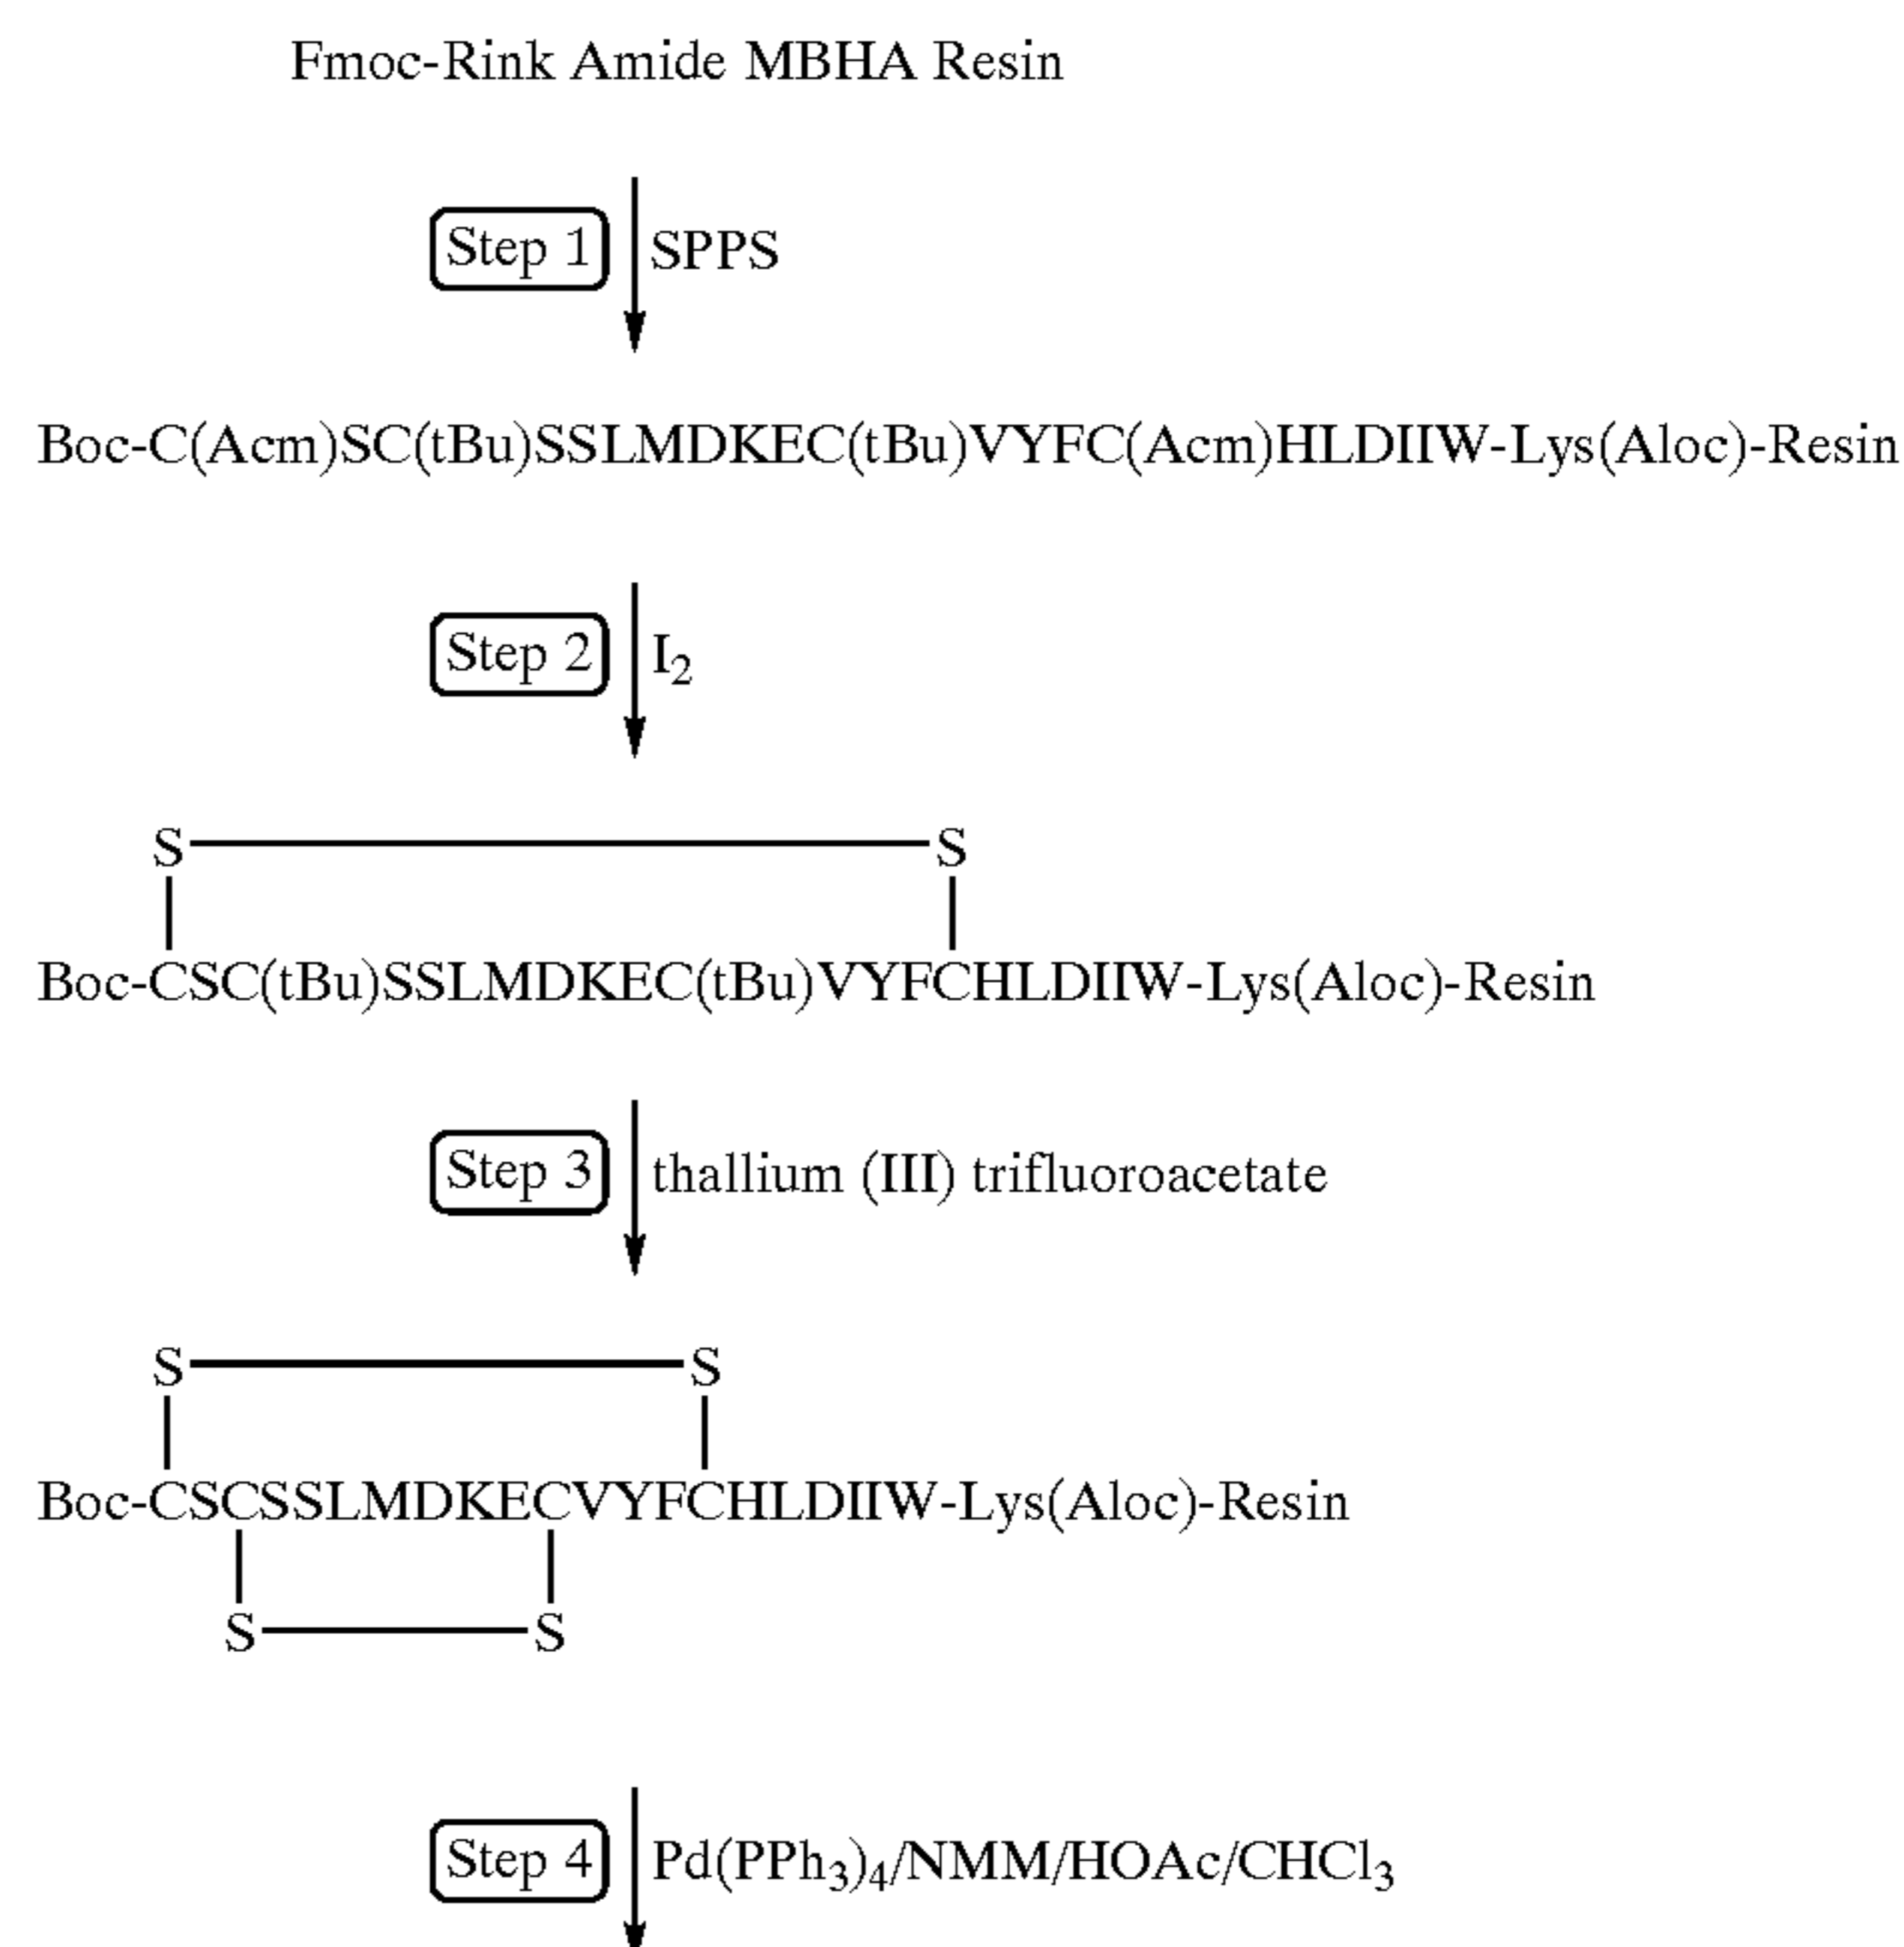 Fmoc-Rink Amide MBHA Resin
Step 1 SPPS
Boc-C(Acm)SC(tBu)SSLMDKEC(tBu)VYFC(Acm)HLDIIW-Lys(Aloc)-Resin
Step 2 I2
S S
Boc-CSC(tBu)SSLMDKEC(tBu)VYFCHLDIIW-Lys(Aloc)-Resin
Step 3 thallium (III) trifluoroacetate
S S
Boc-CSCSSLMDKECVYFCHLDIIW-Lys(Aloc)-Resin
S S
Step 4 Pd(PPh3)4/NMM/HOAc/CHCl3